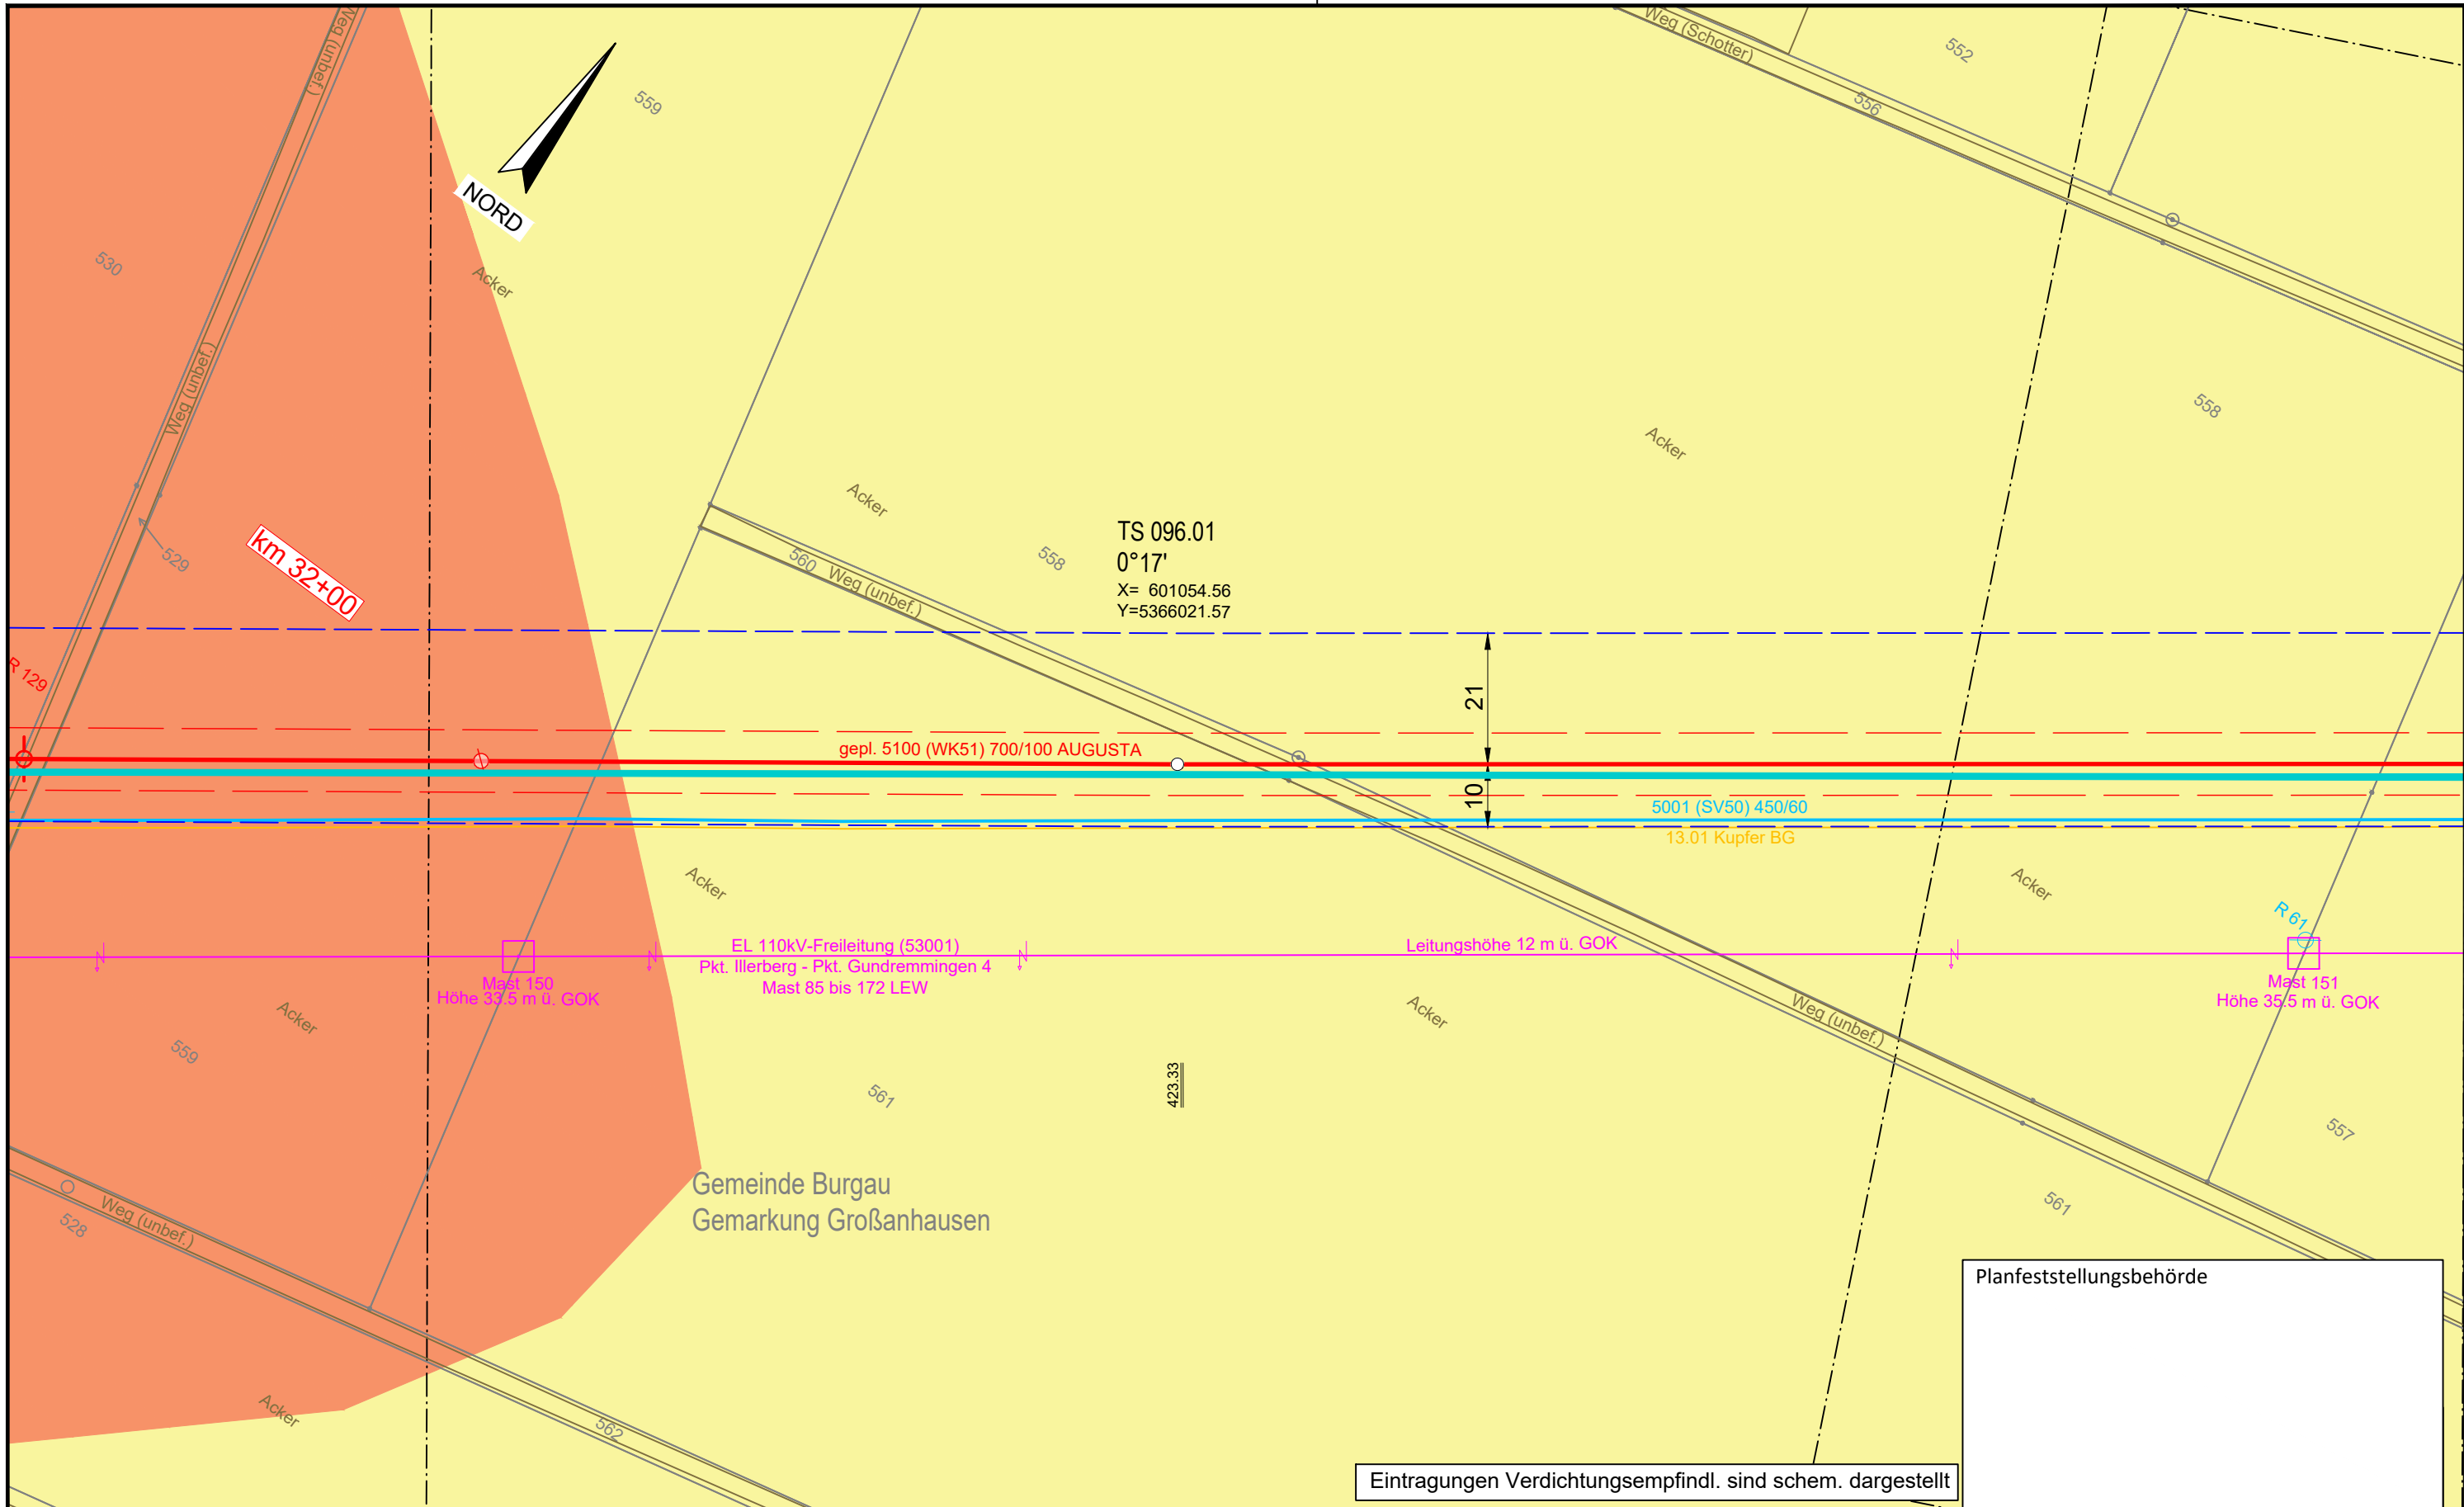 Weg (unbef.)
Weg (Schotter)
552
559
556
NORD
530
Acker
Weg (unbef.)
558
Acker
Acker
TS 096.01
0°17'
X= 601054.56
Y=5366021.57
km 32+00
529
560
Weg (unbef.)
558
R 129
21
gepl. 5100 (WK51) 700/100 AUGUSTA
10
5001 (SV50) 450/60
13.01 Kupfer BG
Acker
Acker
R 61
EL 110kV-Freileitung (53001)
Pkt. Illerberg - Pkt. Gundremmingen 4
Mast 85 bis 172 LEW
Leitungshöhe 12 m ü. GOK
Mast 150
Höhe 33.5 m ü. GOK
Mast 151
Höhe 35.5 m ü. GOK
Acker
Acker
Weg (unbef.)
559
561
423.33
557
Gemeinde Burgau
Gemarkung Großanhausen
528
Weg (unbef.)
561
Planfeststellungsbehörde
Acker
562
Eintragungen Verdichtungsempfindl. sind schem. dargestellt